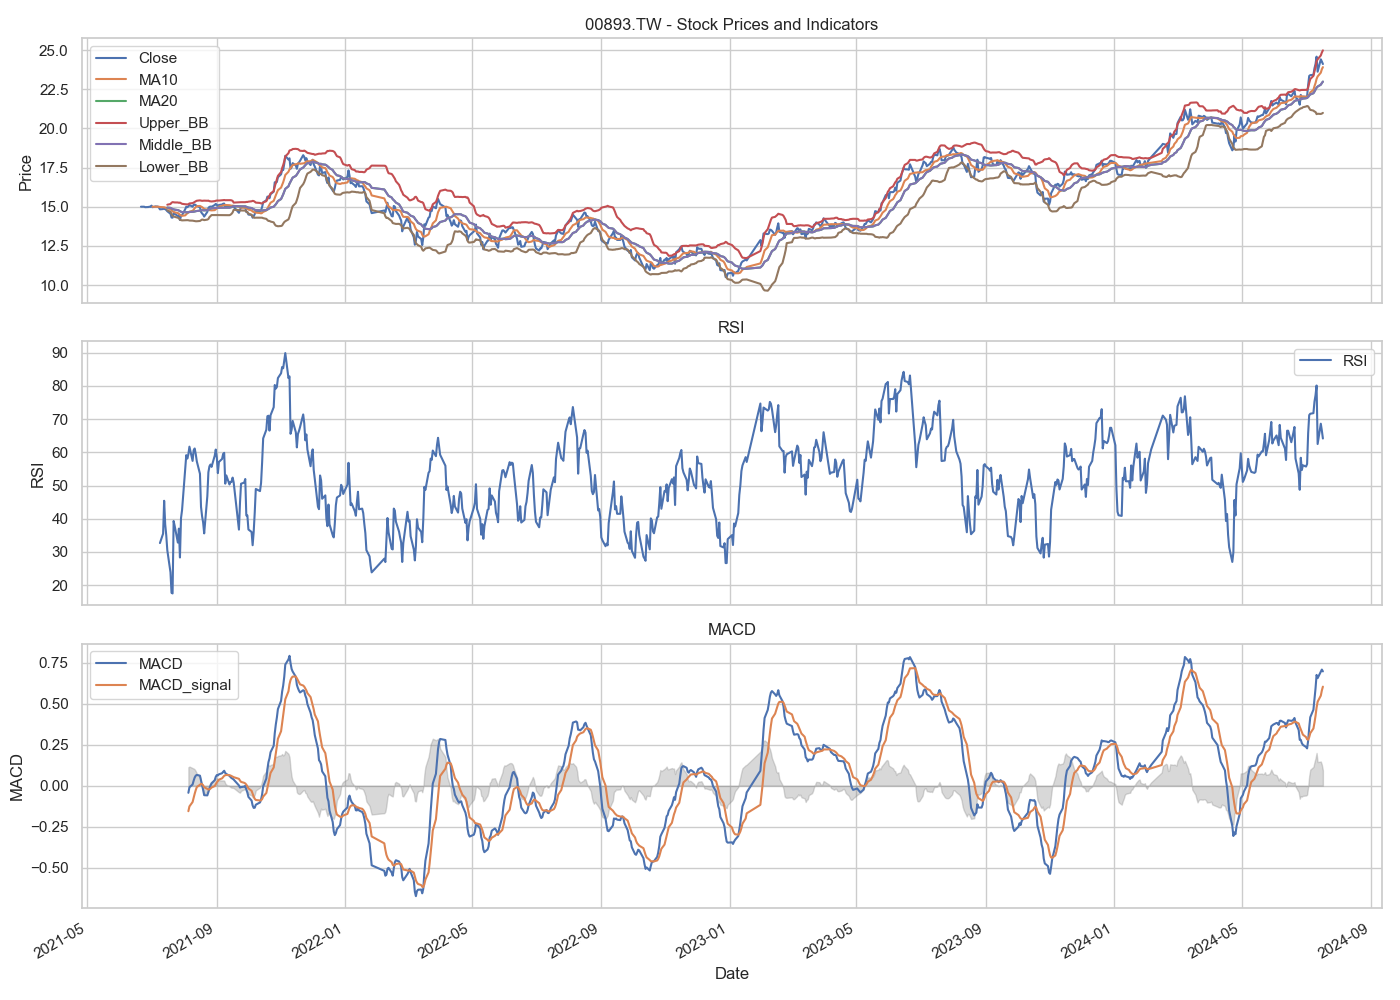 00893.TW - Stock Prices and Indicators
Price
25.0
22.5
20.0
17.5
15.0
12.5
10.0
Close
MA10
MA20
Upper_BB
Middle_BB
Lower_BB
RSI
RSI
90
80
70
60
50
40
30
20
RSI
MACD
MACD
0.75
0.50
0.25
0.00
−0.25
−0.50
MACD
MACD_signal
2021-05
2021-09
2022-01
2022-05
2022-09
2023-01
2023-05
2023-09
2024-01
2024-05
2024-09
Date